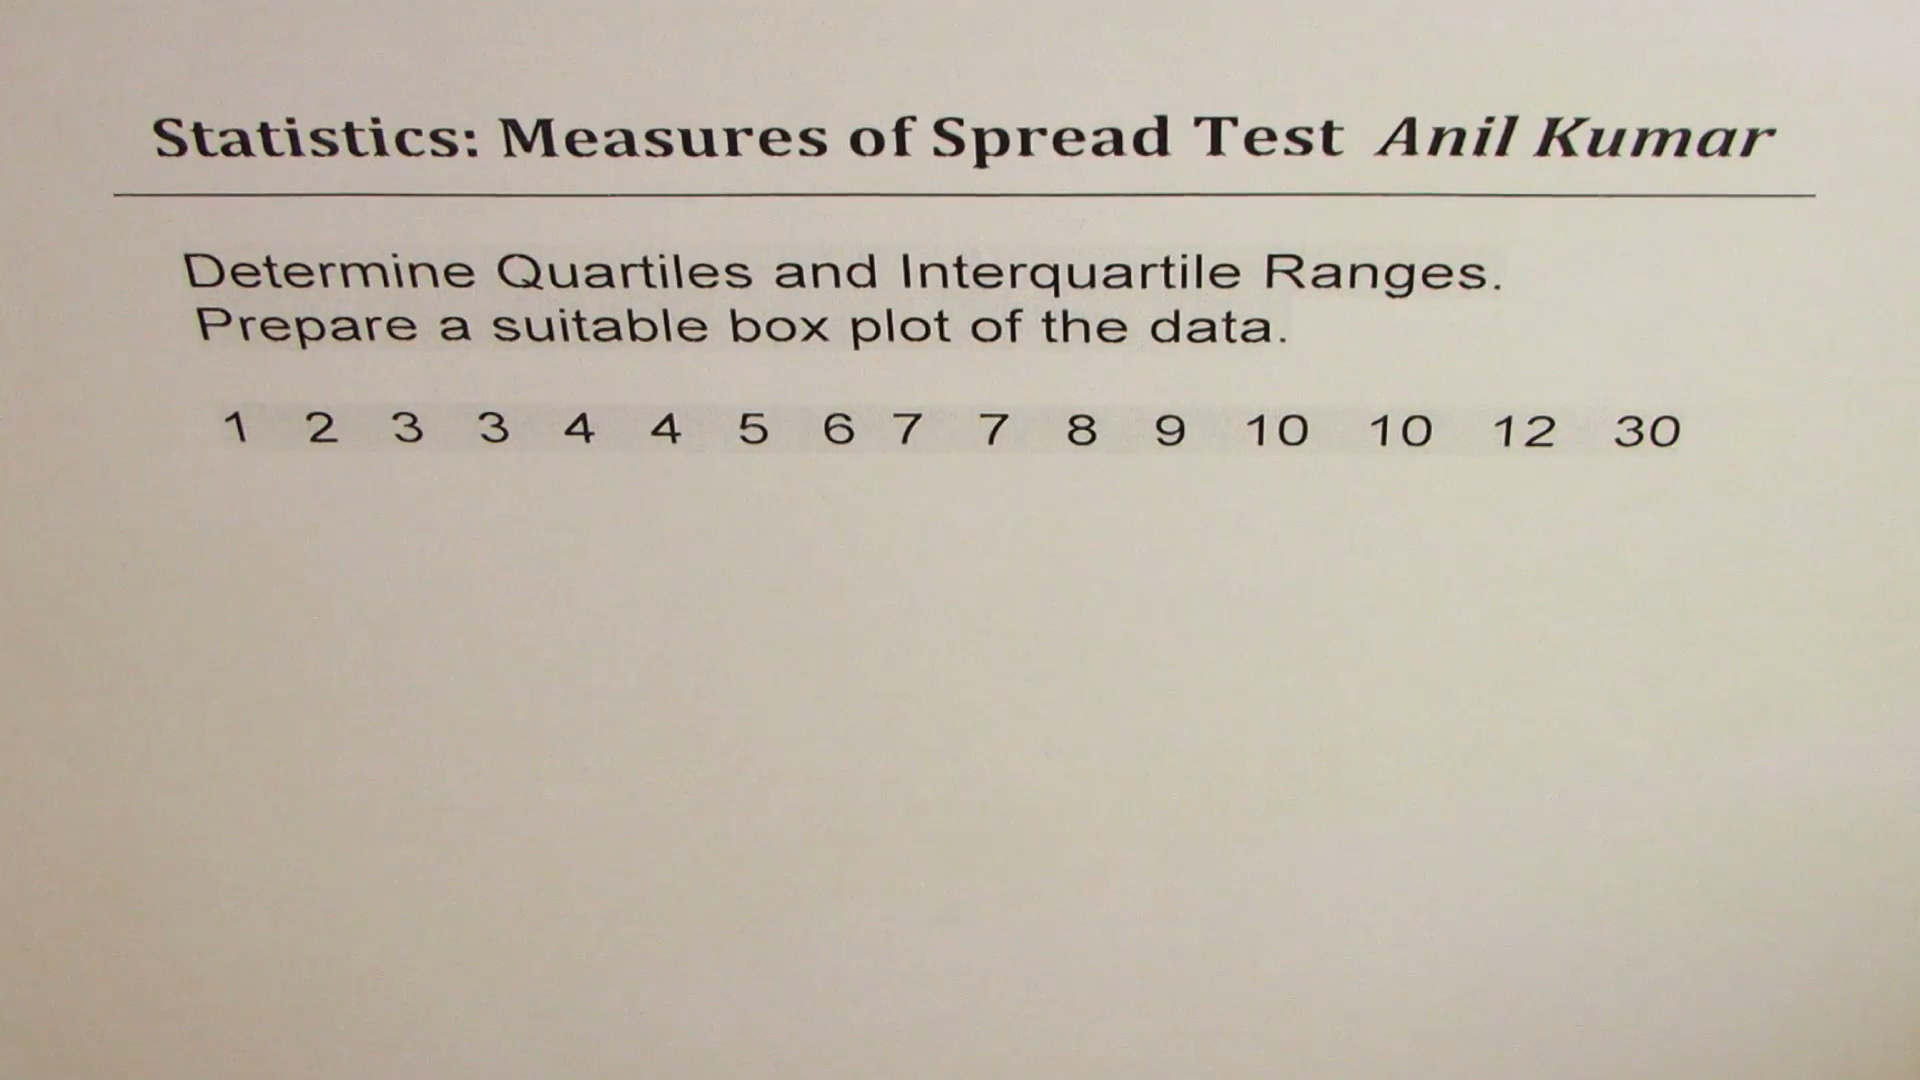 Statistics: Measures of Spread Test Anil Kumar
Determine Quartiles and Interquartile Ranges.
Prepare a suitable box plot of the data.
1 2 3 3 4 4 5 6 7 7 8 9 10 10 12 30